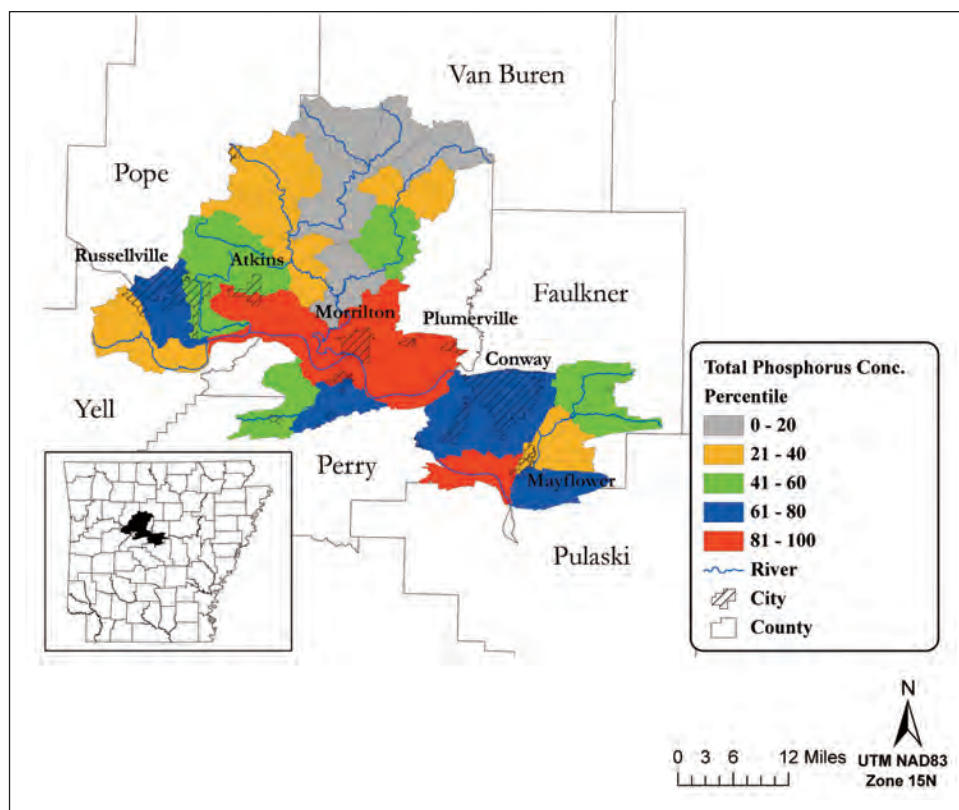 Van Buren
Pope
Russellville
Atkins
Faulkner
Morrilton
Plumerville
Conway
Yell
Perry
Mayflower
Pulaski
Total Phosphorus Conc.
Percentile
0 - 20
21 - 40
41 - 60
61 - 80
81 - 100
River
City
County
N
0 3 6 12 Miles
UTM NAD83
Zone 15N